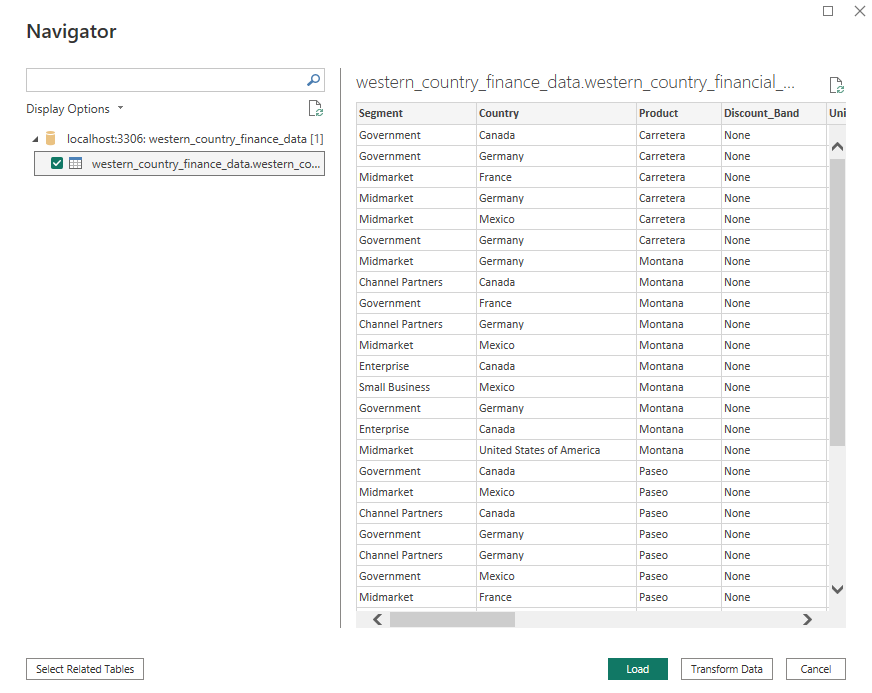 Navigator
Display Options
localhost:3306: western_country_finance_data [1]
western_country_finance_data.western_co...
western_country_finance_data.western_country_financial_...
Segment Country Product Discount_Band Uni
Government Canada Carretera None
Government Germany Carretera None
Midmarket France Carretera None
Midmarket Germany Carretera None
Midmarket Mexico Carretera None
Government Germany Carretera None
Midmarket Germany Montana None
Channel Partners Canada Montana None
Government France Montana None
Channel Partners Germany Montana None
Midmarket Mexico Montana None
Enterprise Canada Montana None
Small Business Mexico Montana None
Government Germany Montana None
Enterprise Canada Montana None
Midmarket United States of America Montana None
Government Canada Paseo None
Midmarket Mexico Paseo None
Channel Partners Canada Paseo None
Government Germany Paseo None
Channel Partners Germany Paseo None
Government Mexico Paseo None
Midmarket France Paseo None
Select Related Tables Load Transform Data Cancel